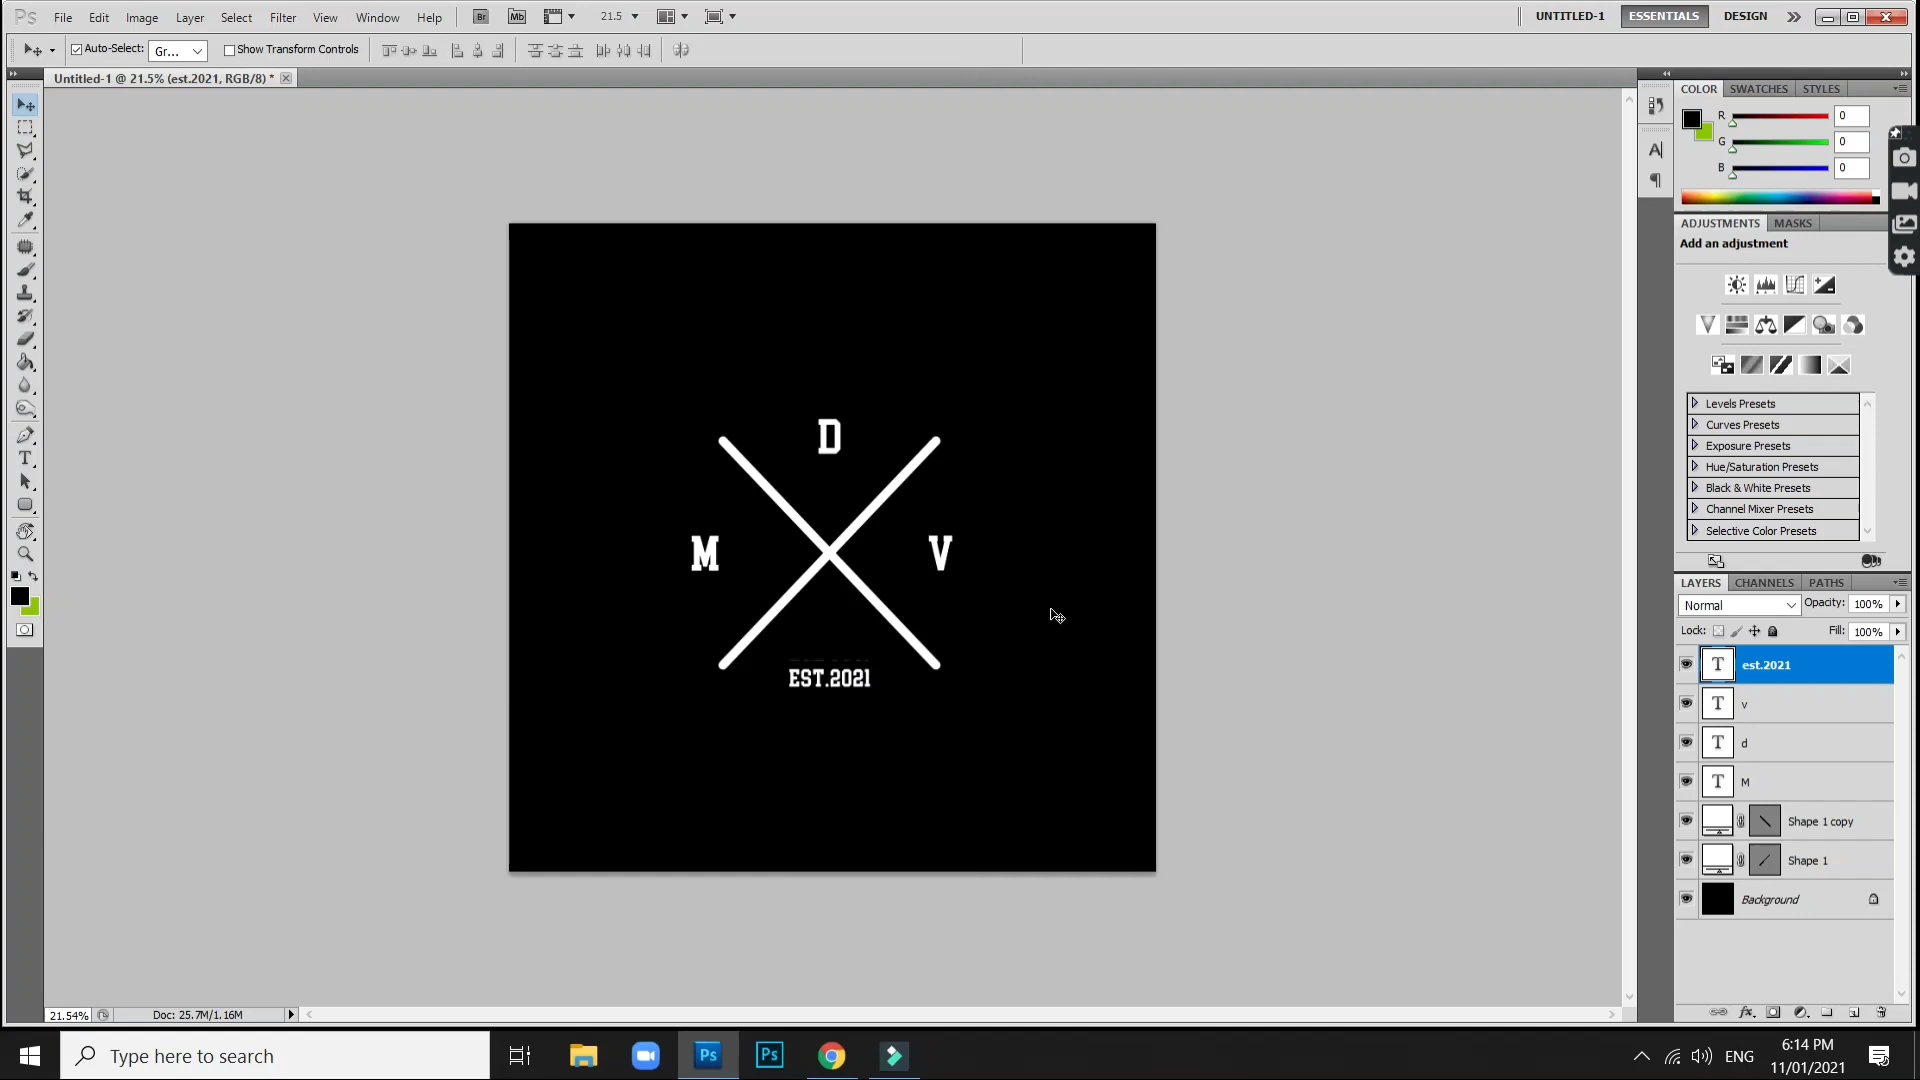 Ps File Edit Image Layer Select Filter View Window Help Br Mb 21.5 UNTITLED-1 ESSENTIALS DESIGN
Auto-Select: Gr... Show Transform Controls
Untitled-1 @ 21.5% (est.2021, RGB/8) *
COLOR SWATCHES STYLES
R 0
G 0
B 0
ADJUSTMENTS MASKS
Add an adjustment
Levels Presets
Curves Presets
Exposure Presets
Hue/Saturation Presets
Black & White Presets
Channel Mixer Presets
Selective Color Presets
D
M V
EST.2021
LAYERS CHANNELS PATHS
Normal Opacity: 100%
Lock: Fill: 100%
T est.2021
T v
T d
T M
Shape 1 copy
Shape 1
Background
21.54% Doc: 25.7M/1.16M
Type here to search
Ps Ps
ENG
6:14 PM
11/01/2021